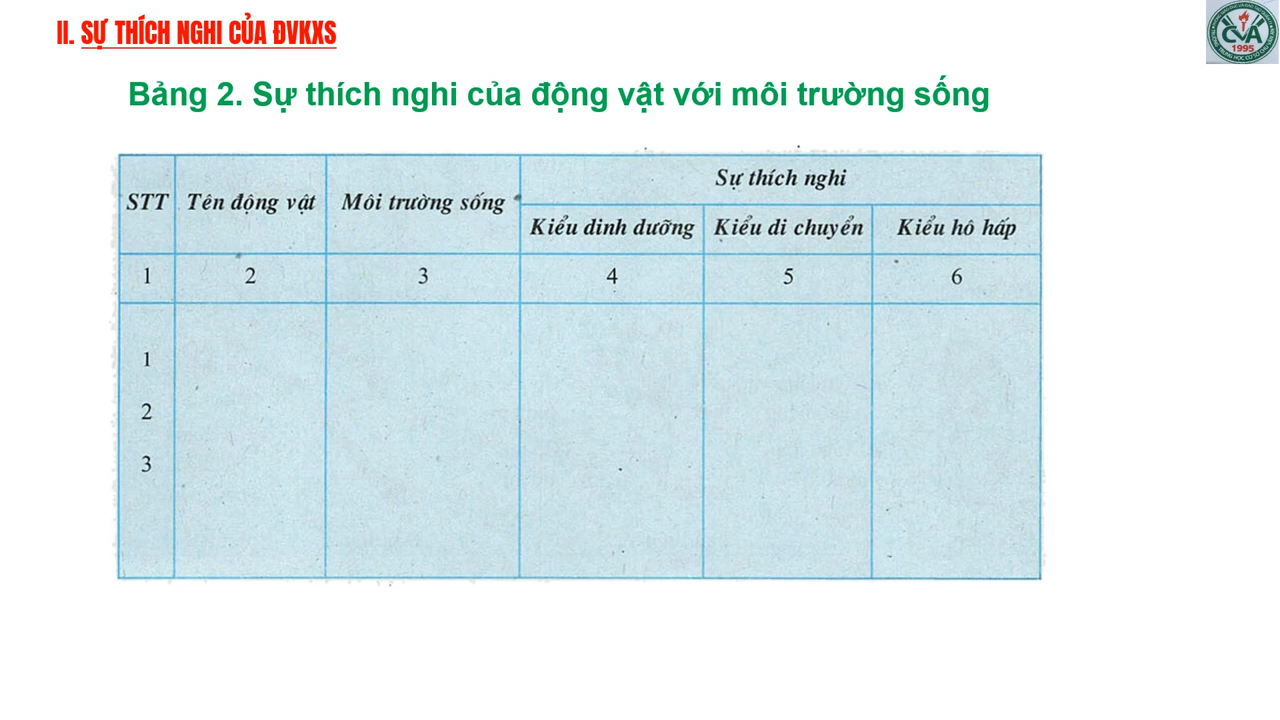 II. SỰ THÍCH NGHI CỦA ĐVKXS
CVA
1995
Bảng 2. Sự thích nghi của động vật với môi trường sống
STT Tên động vật Môi trường sống Sự thích nghi
Kiểu dinh dưỡng Kiểu di chuyển Kiểu hô hấp
1 2 3 4 5 6
1
2
3